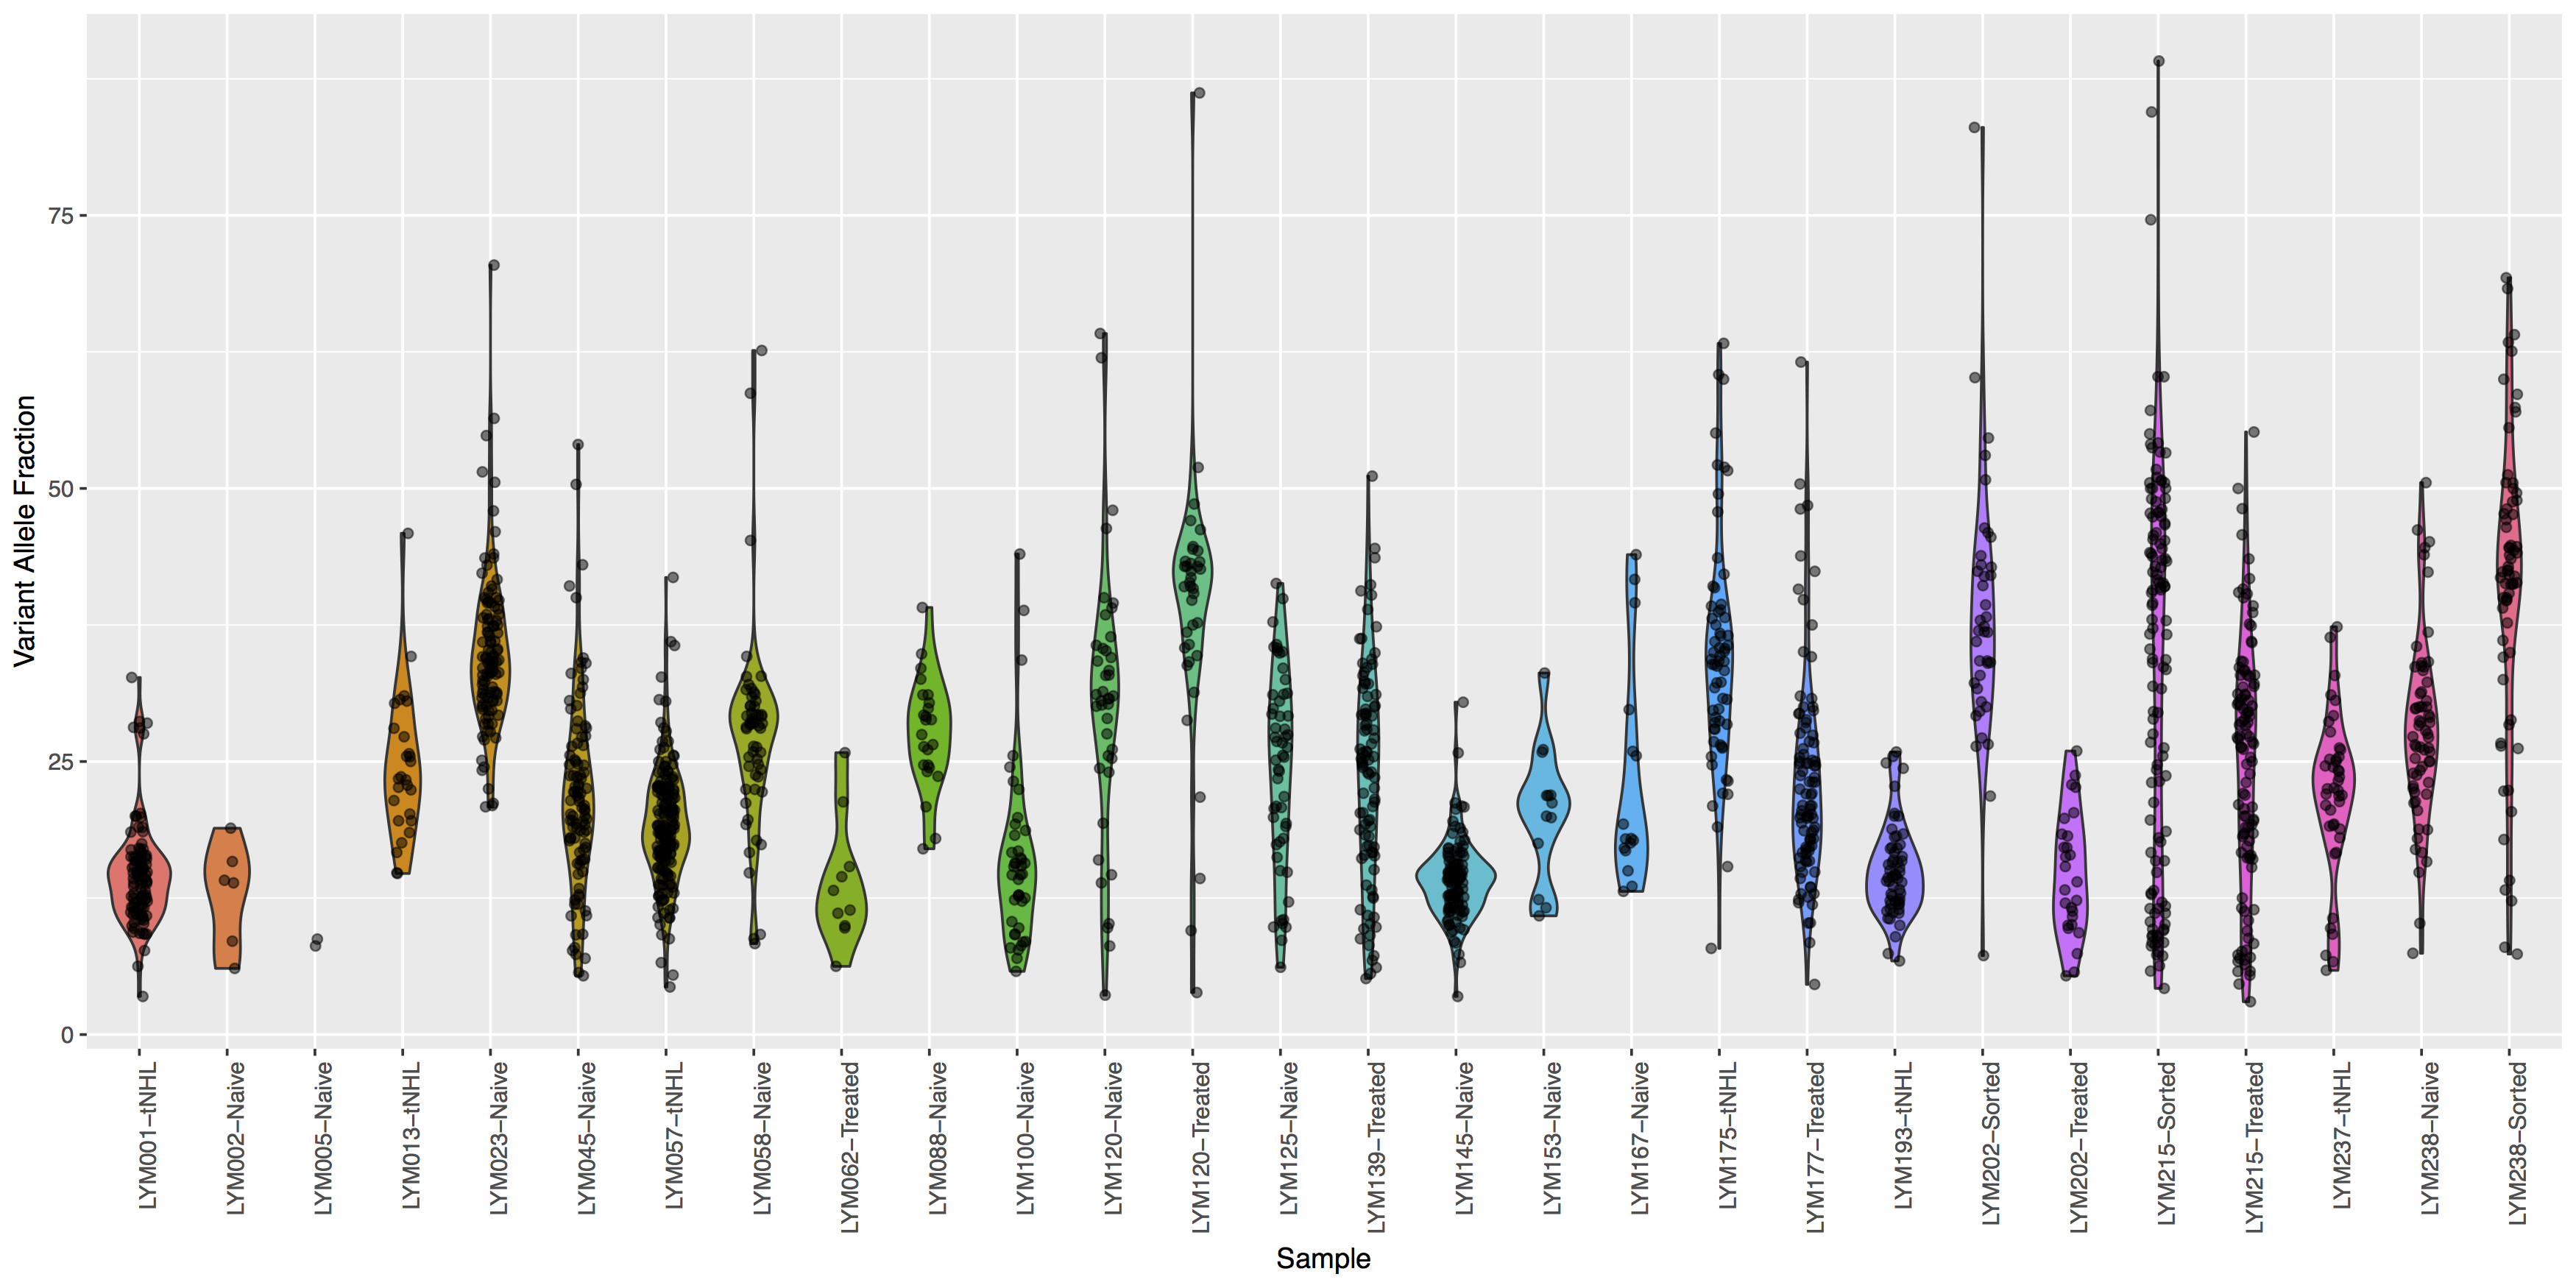 Variant Allele Fraction
75
50
25
0
LYM001−tNHL
LYM002−Naive
LYM005−Naive
LYM013−tNHL
LYM023−Naive
LYM045−Naive
LYM057−tNHL
LYM058−Naive
LYM062−Treated
LYM088−Naive
LYM100−Naive
LYM120−Naive
LYM120−Treated
LYM125−Naive
LYM139−Treated
LYM145−Naive
LYM153−Naive
LYM167−Naive
LYM175−tNHL
LYM177−Treated
LYM193−tNHL
LYM202−Sorted
LYM202−Treated
LYM215−Sorted
LYM215−Treated
LYM237−tNHL
LYM238−Naive
LYM238−Sorted
Sample